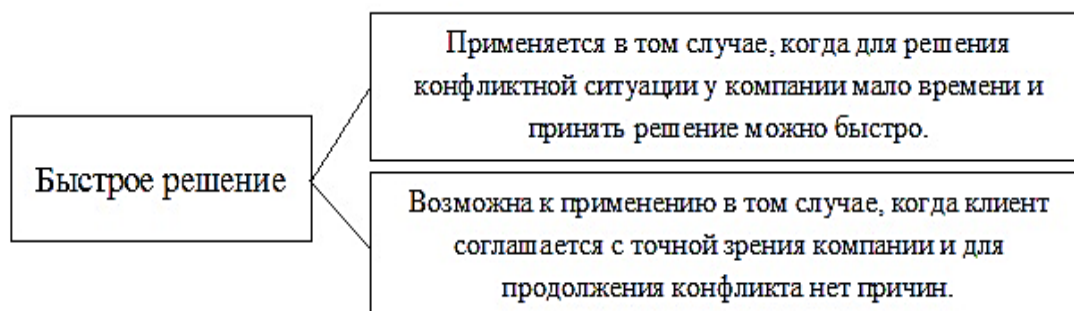 Быстрое решение
Применяется в том случае, когда для решения
конфликтной ситуации у компании мало времени и
принять решение можно быстро.
Возможна к применению в том случае, когда клиент
соглашается с точной зрения компании и для
продолжения конфликта нет причин.